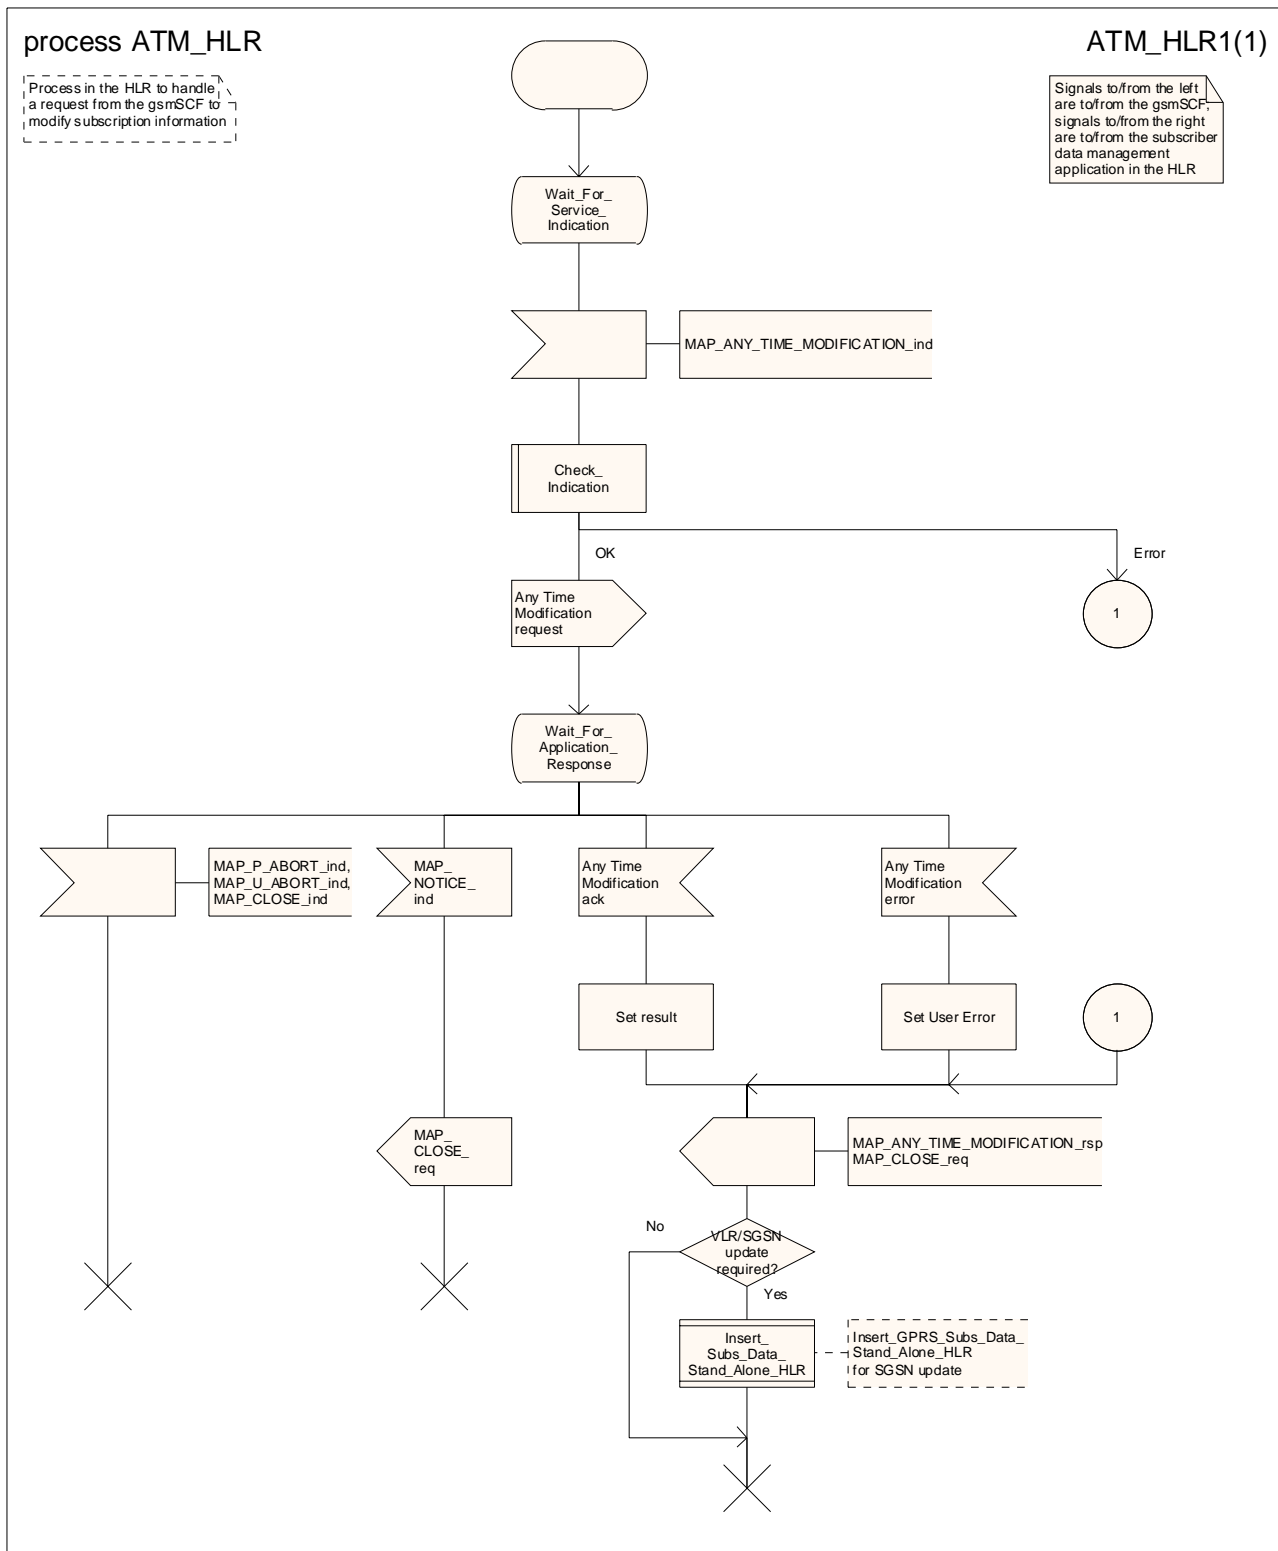 process ATM_HLR
ATM_HLR1(1)
Process in the HLR to handle
a request from the gsmSCF to
modify subscription information
Signals to/from the left
are to/from the gsmSCF;
signals to/from the right
are to/from the subscriber
data management
application in the HLR
Wait_For_
Service_
Indication
MAP_ANY_TIME_MODIFICATION_ind
Check_
Indication
OK
Error
Any Time
Modification
request
1
Wait_For_
Application_
Response
MAP_P_ABORT_ind,
MAP_U_ABORT_ind,
MAP_CLOSE_ind
MAP_
NOTICE_
ind
Any Time
Modification
ack
Any Time
Modification
error
Set result
Set User Error
1
MAP_
CLOSE_
req
MAP_ANY_TIME_MODIFICATION_rsp
MAP_CLOSE_req
No
VLR/SGSN
update
required?
Yes
Insert_
Subs_Data_
Stand_Alone_HLR
Insert_GPRS_Subs_Data_
Stand_Alone_HLR
for SGSN update